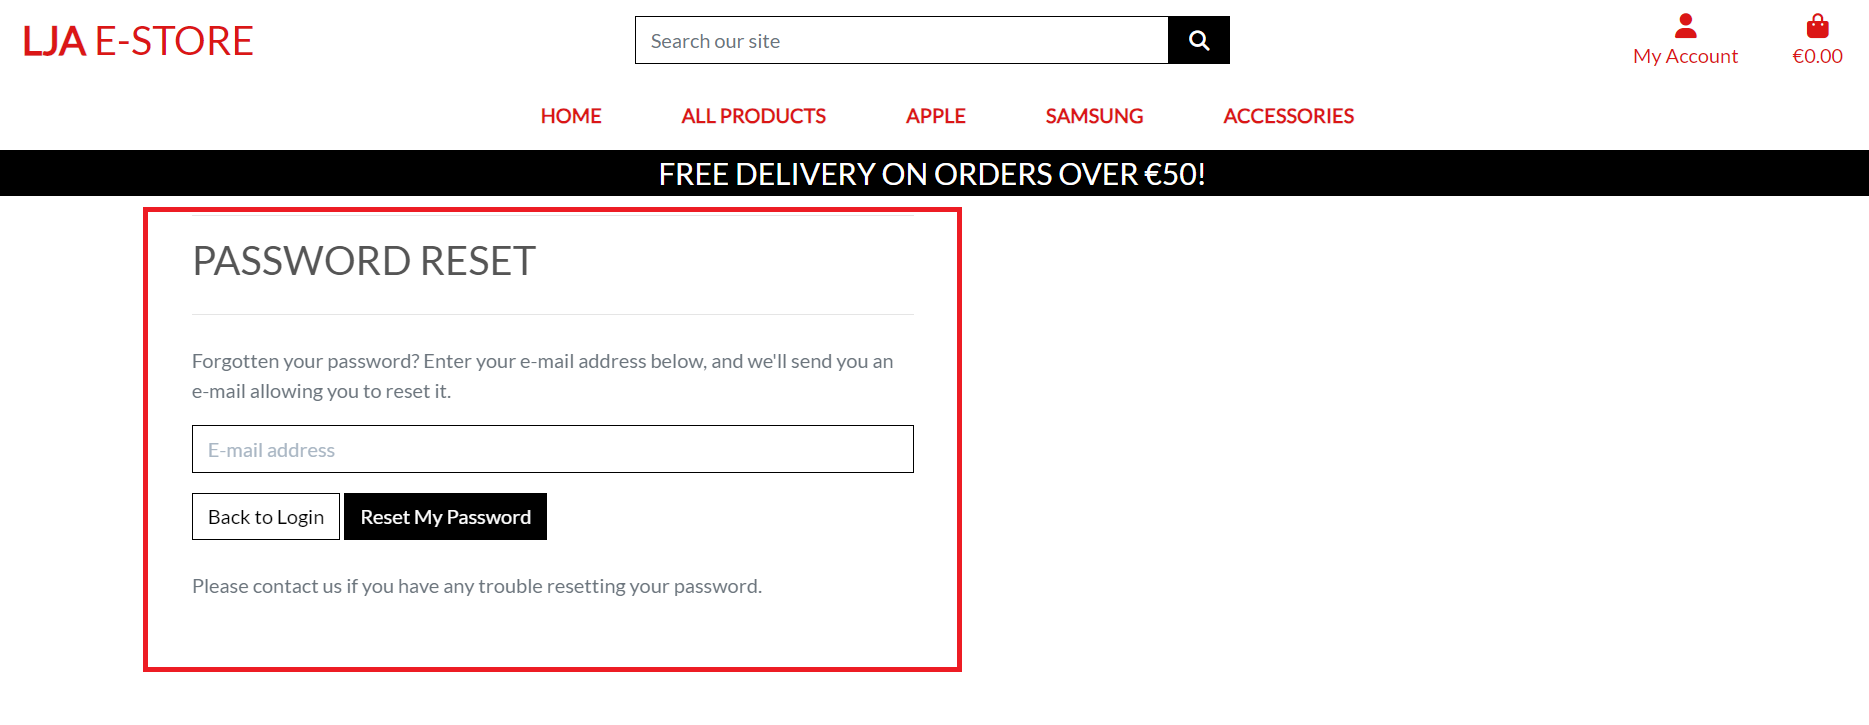 LJA E-STORE
Search our site
My Account
€0.00
HOME
ALL PRODUCTS
APPLE
SAMSUNG
ACCESSORIES
FREE DELIVERY ON ORDERS OVER €50!
PASSWORD RESET
Forgotten your password? Enter your e-mail address below, and we'll send you an
e-mail allowing you to reset it.
E-mail address
Back to Login
Reset My Password
Please contact us if you have any trouble resetting your password.